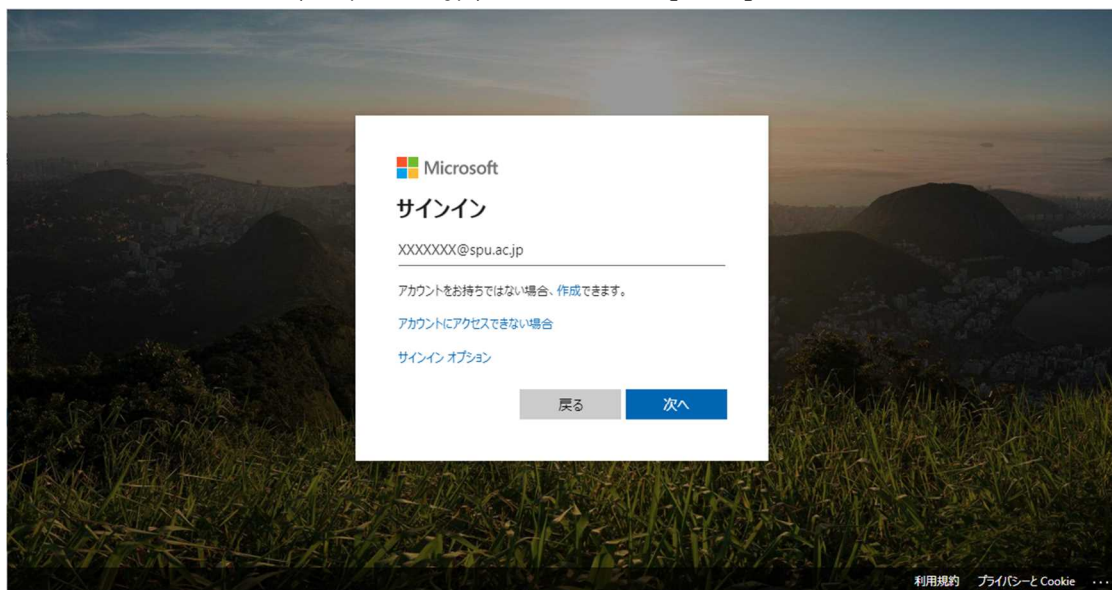 Microsoft
サインイン
XXXXXXX@spu.ac.jp
アカウントをお持ちではない場合、作成できます。
アカウントにアクセスできない場合
サインイン オプション
戻る
次へ
利用規約 プライバシーと Cookie ...